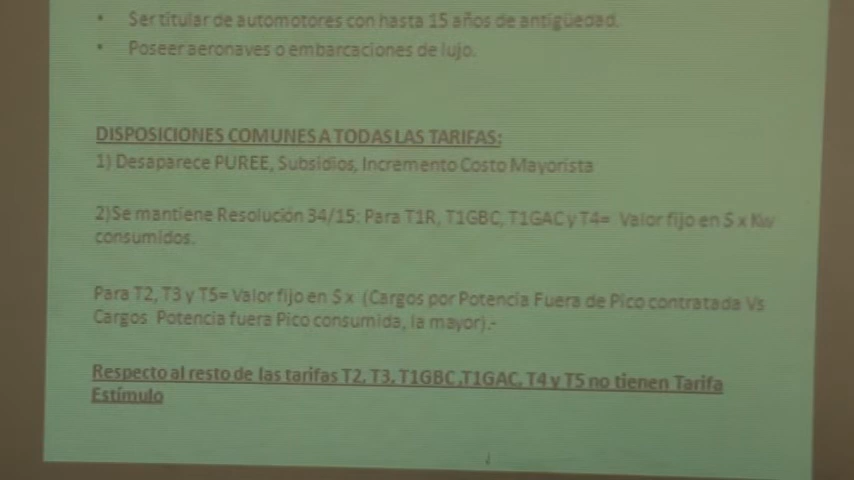 • Ser titular de automotores con hasta 15 años de antigüedad.
• Poseer aeronaves o embarcaciones de lujo.
DISPOSICIONES COMUNES A TODAS LAS TARIFAS:
1) Desaparece PUREE, Subsidios, Incremento Costo Mayorista
2)Se mantiene Resolución 34/15: Para T1R, T1GBC, T1GAC y T4= Valor fijo en $ x Kw
consumidos.
Para T2, T3 y T5= Valor fijo en $ x (Cargos por Potencia Fuera de Pico contratada Vs
Cargos Potencia fuera Pico consumida, la mayor).-
Respecto al resto de las tarifas T2, T3, T1GBC ,T1GAC, T4 y T5 no tienen Tarifa
Estímulo